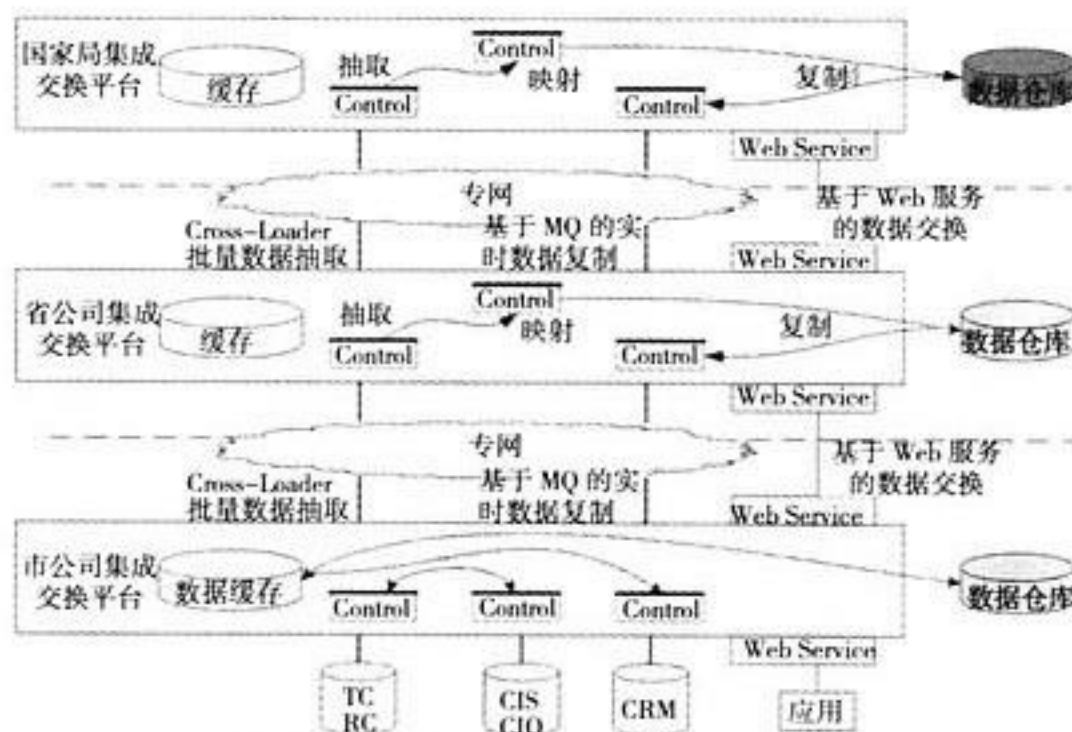 国家局集成
交换平台
缓存
抽取
Control
Control
映射
Control
复制
数据仓库
Web Service
专网
Cross-Loader
批量数据抽取
基于 MQ 的实
时数据复制
基于 Web 服务
的数据交换
Web Service
省公司集成
交换平台
缓存
抽取
Control
Control
映射
Control
复制
数据仓库
Web Service
专网
Cross-Loader
批量数据抽取
基于 MQ 的实
时数据复制
基于 Web 服务
的数据交换
Web Service
市公司集成
交换平台
数据缓存
Control
Control
Control
数据仓库
Web Service
TC
RC
CIS
CIO
CRM
应用